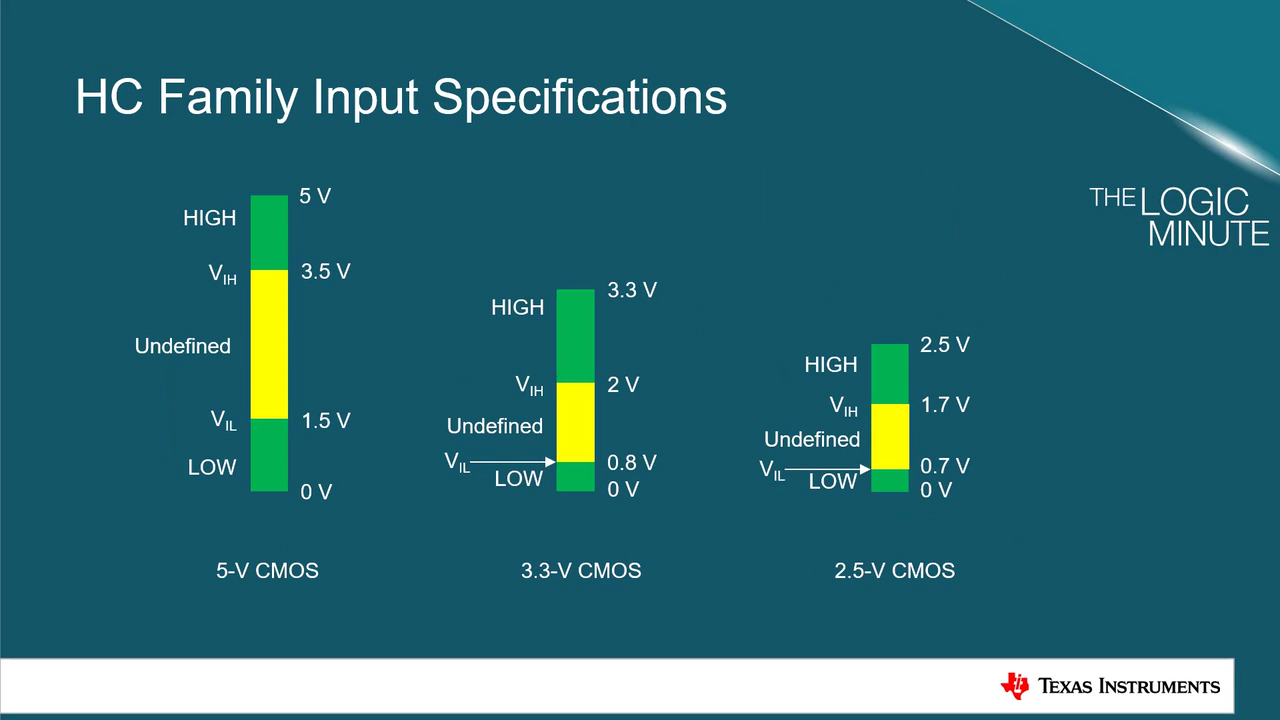 HC Family Input Specifications
THE LOGIC
MINUTE
5 V
HIGH
VIH
3.5 V
Undefined
VIL
1.5 V
LOW
0 V
5-V CMOS
3.3 V
HIGH
VIH
2 V
Undefined
VIL
0.8 V
LOW
0 V
3.3-V CMOS
2.5 V
HIGH
VIH
1.7 V
Undefined
VIL
0.7 V
LOW
0 V
2.5-V CMOS
TEXAS INSTRUMENTS